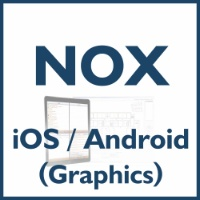 NOX
iOS / Android
(Graphics)